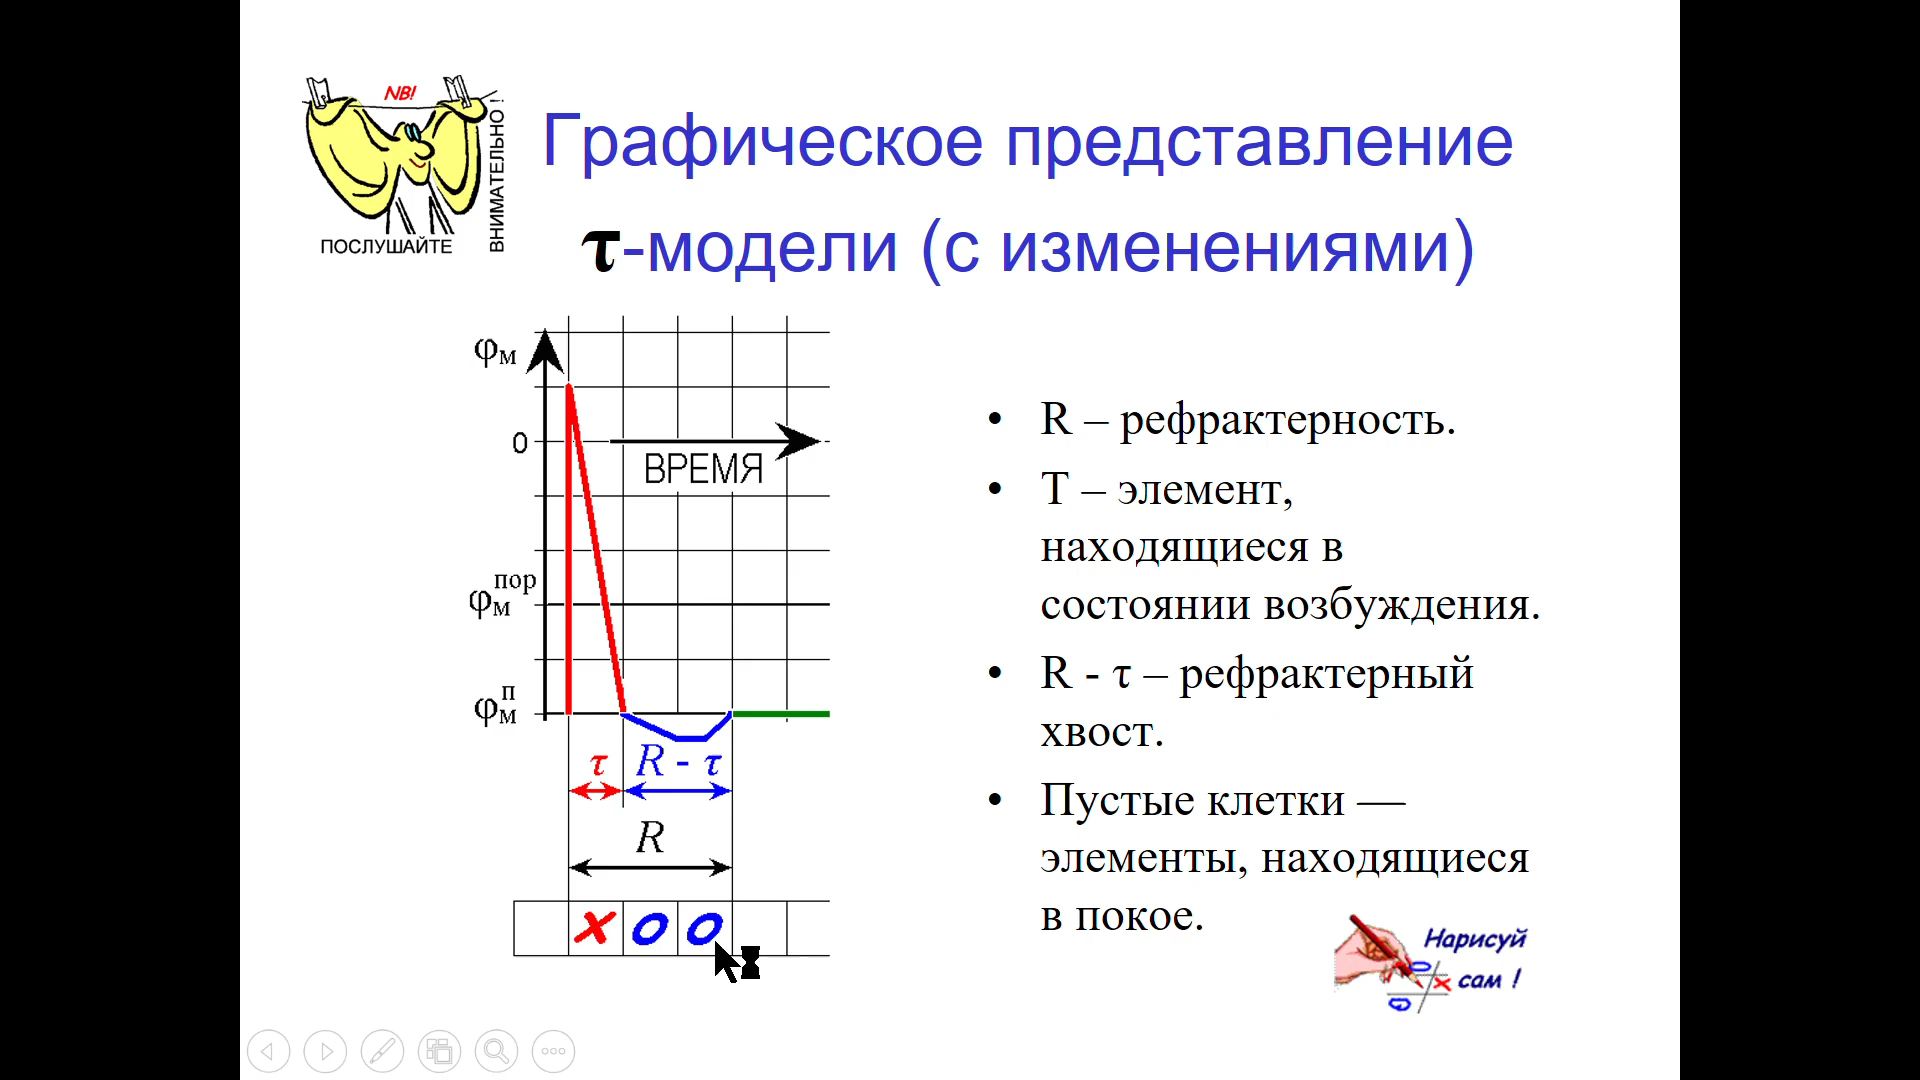 NB!
ПОСЛУШАЙТЕ
ВНИМАТЕЛЬНО !
Графическое представление
τ-модели (с изменениями)
φм
0
ВРЕМЯ
φм пор
φм п
τ R - τ
R
x o o
• R – рефрактерность.
• Т – элемент,
находящиеся в
состоянии возбуждения.
• R - τ – рефрактерный
хвост.
• Пустые клетки —
элементы, находящиеся
в покое.
Нарисуй
сам !